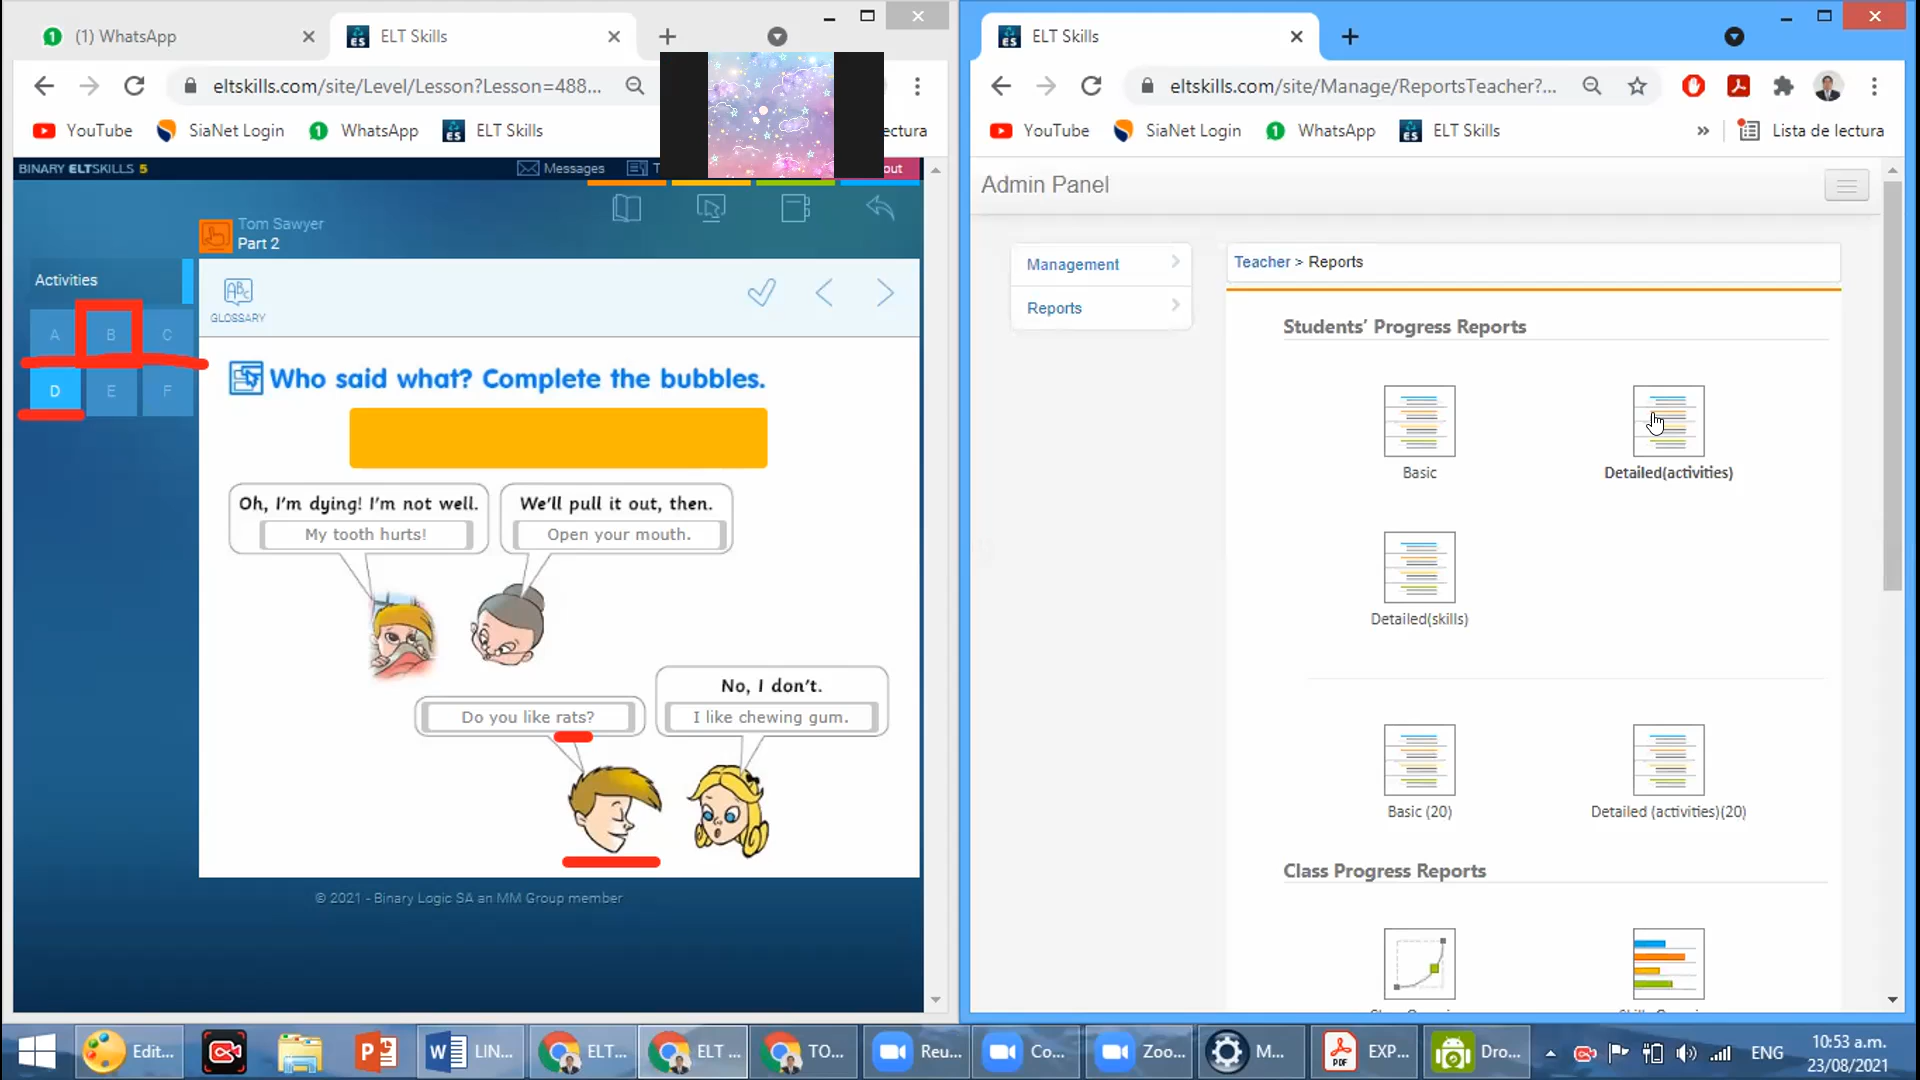 (1) WhatsApp
ELT Skills
eltskills.com/site/Level/Lesson?Lesson=488...
YouTube
SiaNet Login
WhatsApp
ELT Skills
ectura
BINARY ELTSKILLS 5
Messages
T
out
Tom Sawyer
Part 2
Activities
A
B
C
D
E
F
ABC
GLOSSARY
Who said what? Complete the bubbles.
Oh, I'm dying! I'm not well.
My tooth hurts!
We'll pull it out, then.
Open your mouth.
Do you like rats?
No, I don't.
I like chewing gum.
© 2021 - Binary Logic SA an MM Group member
ELT Skills
eltskills.com/site/Manage/ReportsTeacher?...
YouTube
SiaNet Login
WhatsApp
ELT Skills
»
Lista de lectura
Admin Panel
Management
Reports
Teacher > Reports
Students' Progress Reports
Basic
Detailed(activities)
Detailed(skills)
Basic (20)
Detailed (activities)(20)
Class Progress Reports
Edit...
LIN...
ELT...
ELT ...
TO...
Reu...
Co...
Zoo...
M...
EXP...
Dro...
ENG
10:53 a.m.
23/08/2021